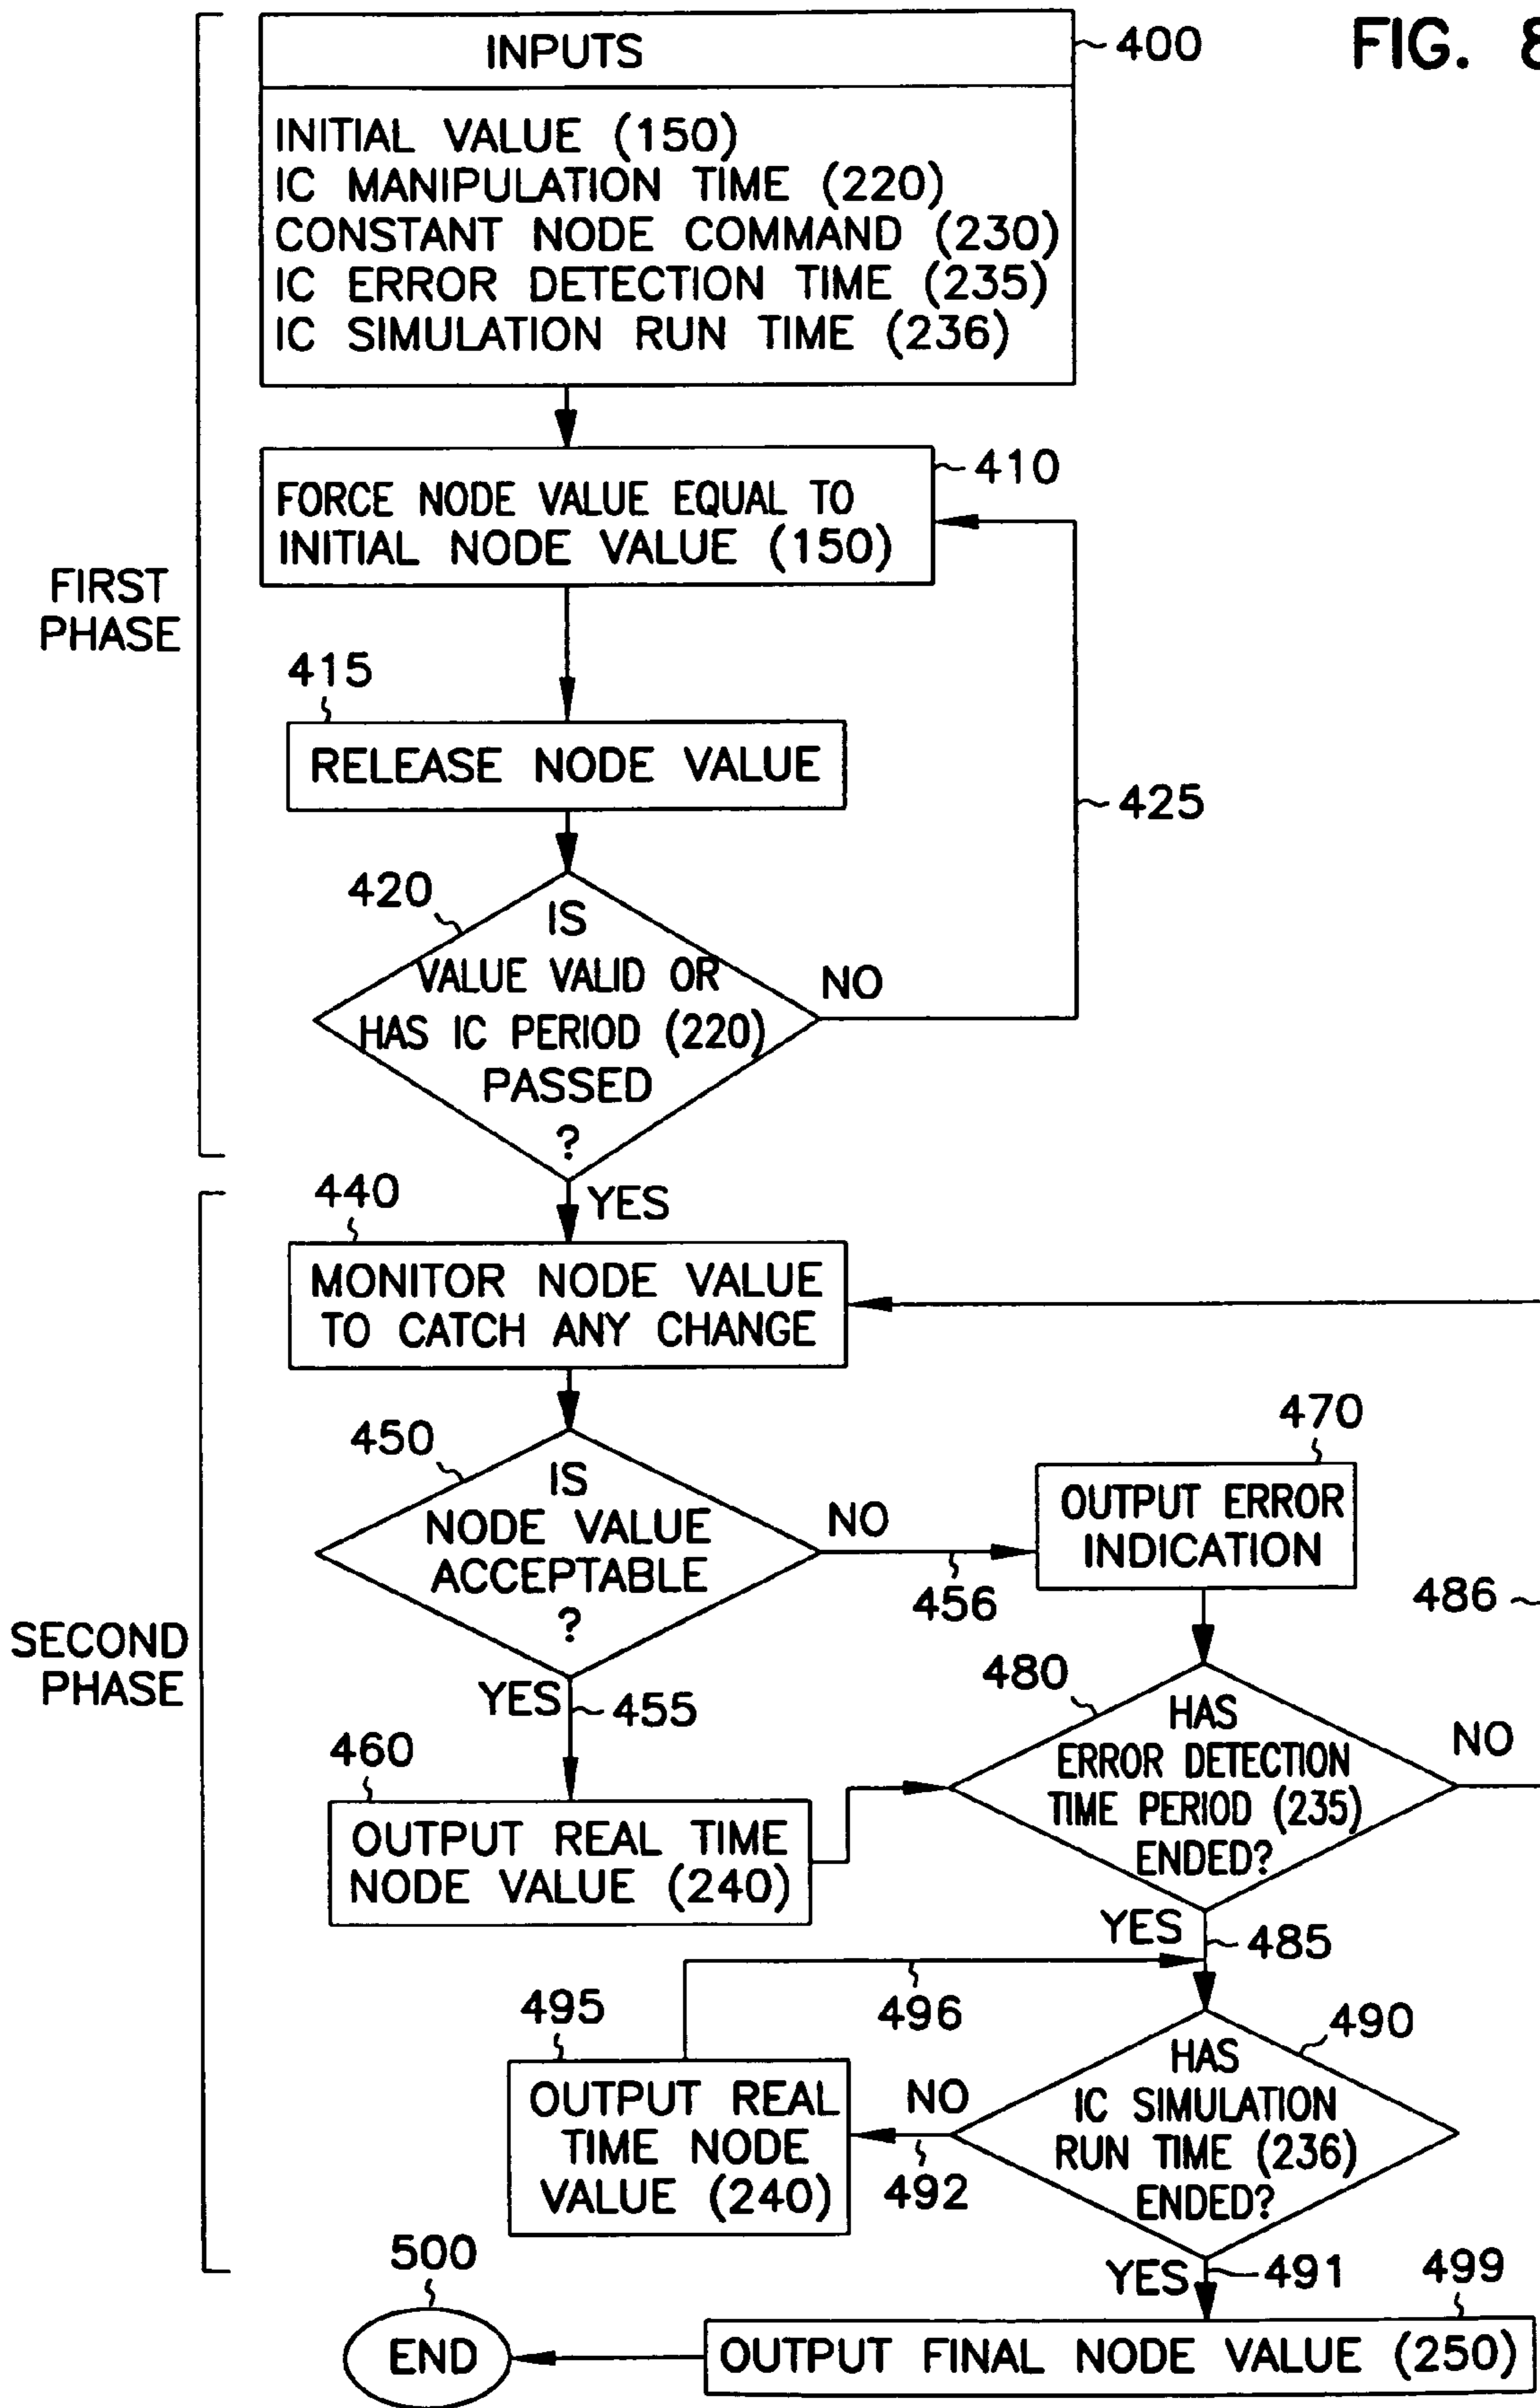 FIG. 8
INPUTS
400
INITIAL VALUE (150)
IC MANIPULATION TIME (220)
CONSTANT NODE COMMAND (230)
IC ERROR DETECTION TIME (235)
IC SIMULATION RUN TIME (236)
410
FORCE NODE VALUE EQUAL TO
INITIAL NODE VALUE (150)
FIRST
PHASE
415
RELEASE NODE VALUE
425
420
IS
VALUE VALID OR
HAS IC PERIOD (220)
PASSED
?
NO
YES
440
MONITOR NODE VALUE
TO CATCH ANY CHANGE
450
IS
NODE VALUE
ACCEPTABLE
?
NO
456
470
OUTPUT ERROR
INDICATION
486
SECOND
PHASE
YES
455
460
OUTPUT REAL TIME
NODE VALUE (240)
480
HAS
ERROR DETECTION
TIME PERIOD (235)
ENDED?
NO
YES
485
496
495
OUTPUT REAL
TIME NODE
VALUE (240)
NO
492
490
HAS
IC SIMULATION
RUN TIME (236)
ENDED?
YES
491
499
OUTPUT FINAL NODE VALUE (250)
500
END